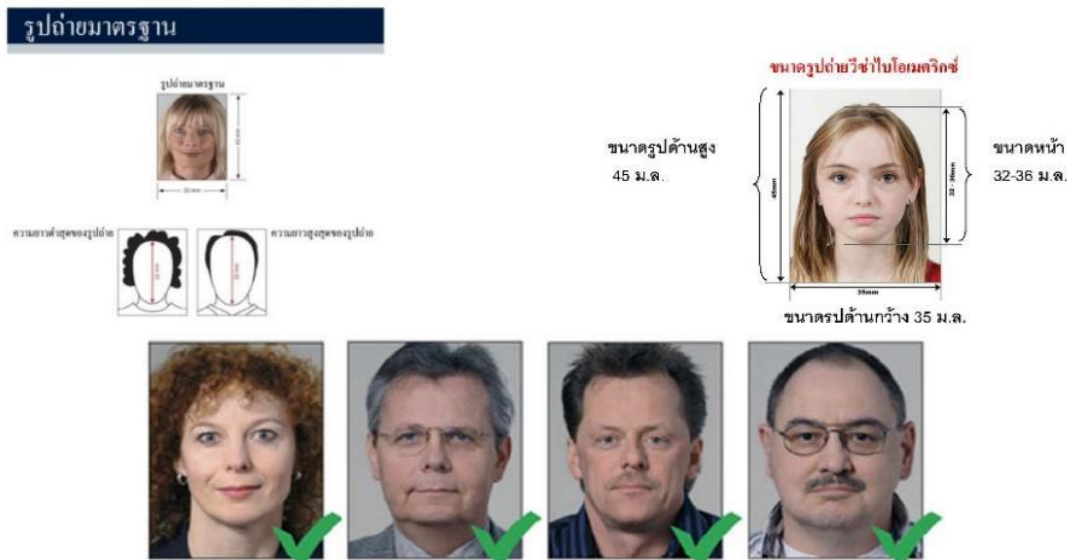 รูปถ่ายมาตรฐาน
รูปถ่ายมาตรฐาน
45 mm
35 mm
ความยาวต่ำสุดของรูปถ่าย
ความยาวสูงสุดของรูปถ่าย
ขนาดรูปถ่ายวีซ่าไบโอเมตริกซ์
ขนาดรูปด้านสูง
45 ม.ล.
45mm
32 - 36mm
ขนาดหน้า
32-36 ม.ล.
35mm
ขนาดรูปด้านกว้าง 35 ม.ล.